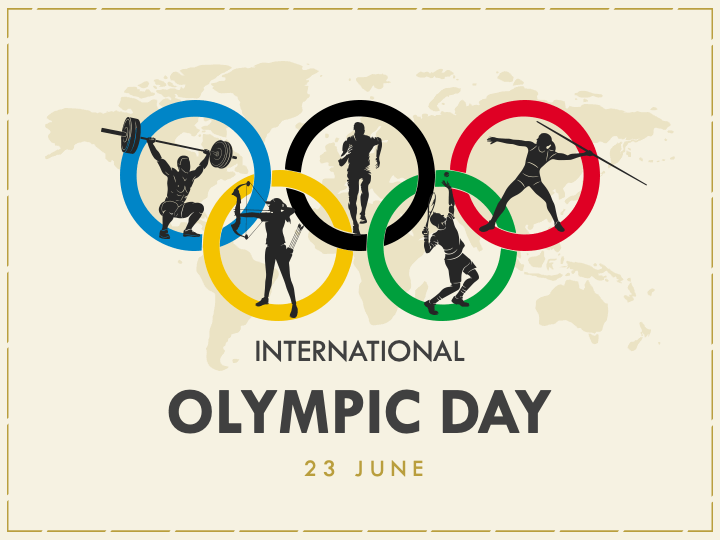 INTERNATIONAL
OLYMPIC DAY
23 JUNE